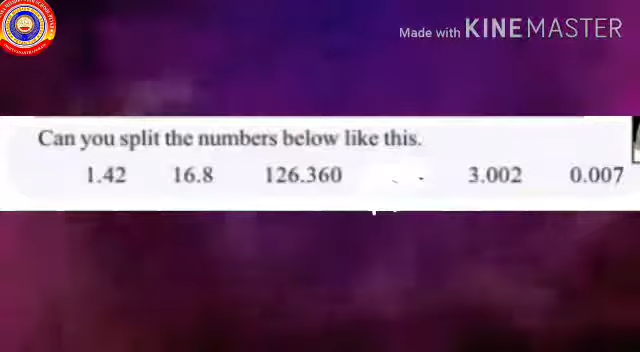 Made with KINEMASTER
Can you split the numbers below like this.
1.42 16.8 126.360 3.002 0.007